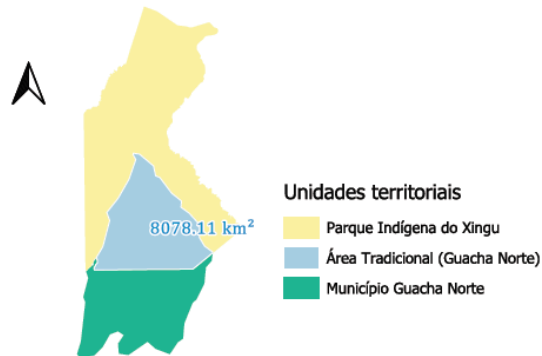 8078.11 km²
Unidades territoriais
Parque Indígena do Xingu
Área Tradicional (Guacha Norte)
Município Guacha Norte